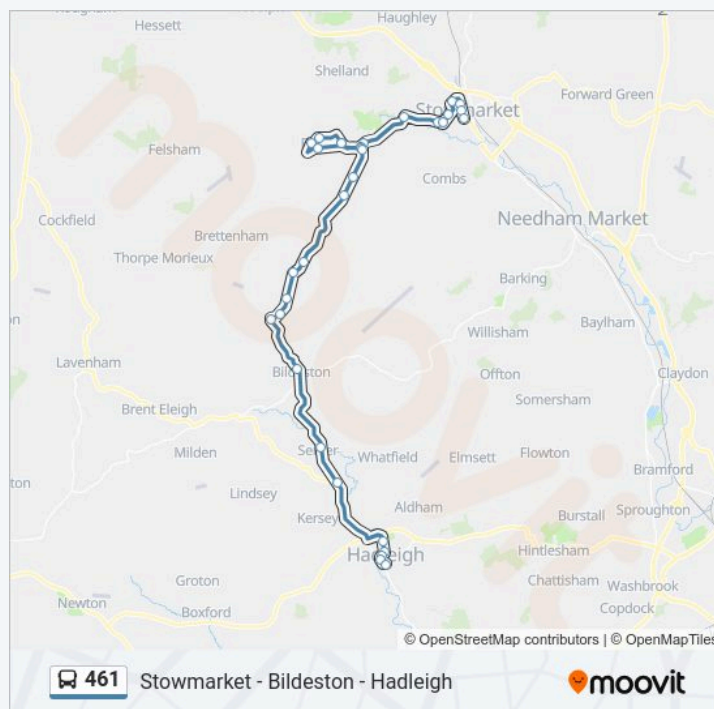 Haughley
Hessett
Shelland
Stowmarket
Forward Green
Felsham
Combs
Cockfield
Needham Market
Brettenham
Thorpe Morieux
Barking
Baylham
Willisham
Lavenham
Bildeston
Offton
Claydon
Brent Eleigh
Somersham
Milden
Semer
Whatfield
Elmsett
Flowton
Bramford
Lindsey
Aldham
Sproughton
Kersey
Burstall
Hadleigh
Hintlesham
Groton
Chattisham
Washbrook
Newton
Boxford
Copdock
moovit
© OpenStreetMap contributors | © OpenMapTiles
461 Stowmarket - Bildeston - Hadleigh
moovit